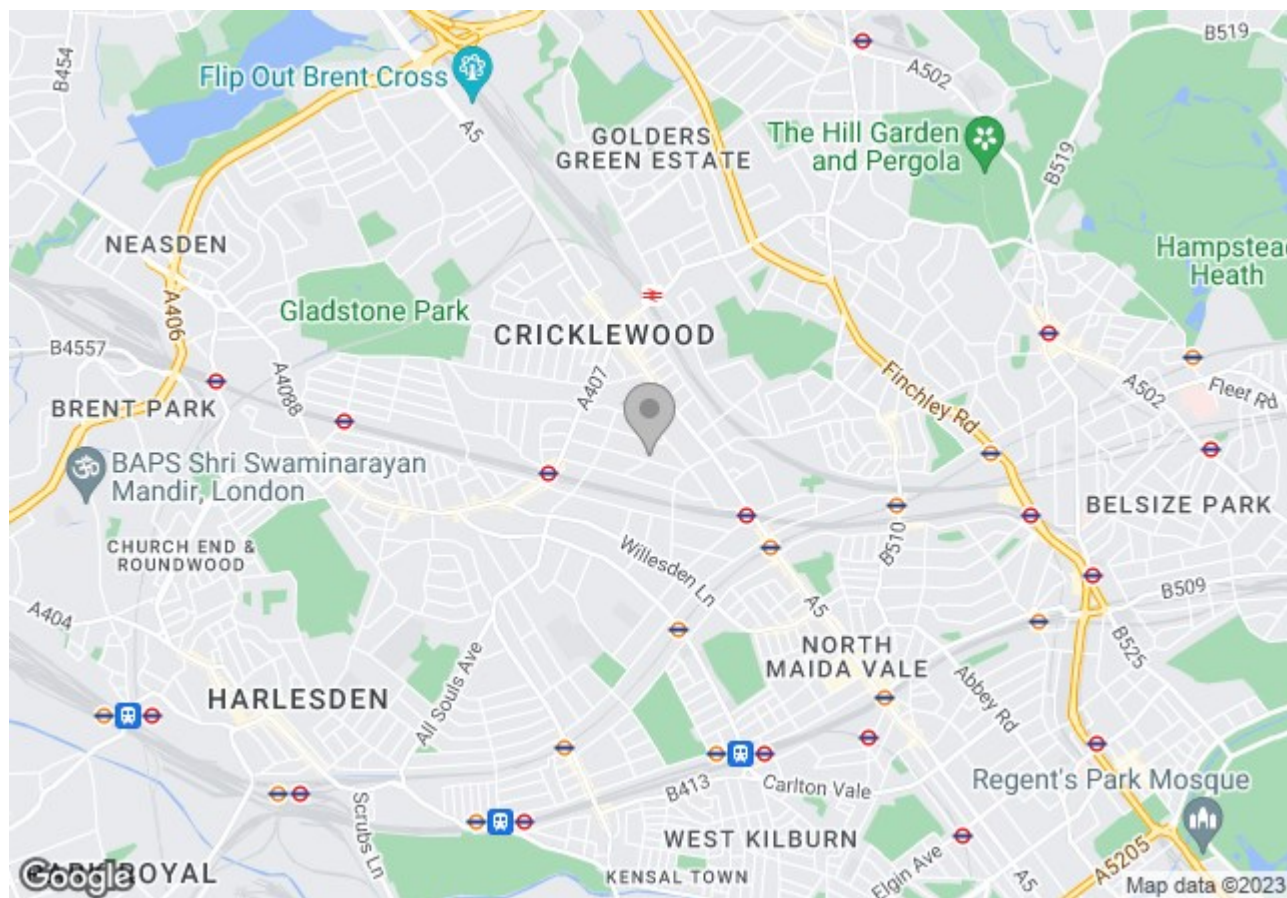 B454
Flip Out Brent Cross
A5
A502
B519
GOLDERS
GREEN ESTATE
The Hill Garden
and Pergola
B519
NEASDEN
Hampstead
Heath
A406
Gladstone Park
CRICKLEWOOD
B4557
A4088
A407
Finchley Rd
A502
Fleet Rd
BRENT PARK
BAPS Shri Swaminarayan
Mandir, London
BELSIZE PARK
B510
CHURCH END &
ROUNDWOOD
Willesden Ln
A5
B509
A404
NORTH
MAIDA VALE
B525
All Souls Ave
Abbey Rd
HARLESDEN
B413
Carlton Vale
Regent's Park Mosque
Scrubs Ln
WEST KILBURN
Elgin Ave
A5
A5205
PARK ROYAL
Google
KENSAL TOWN
Map data ©2023